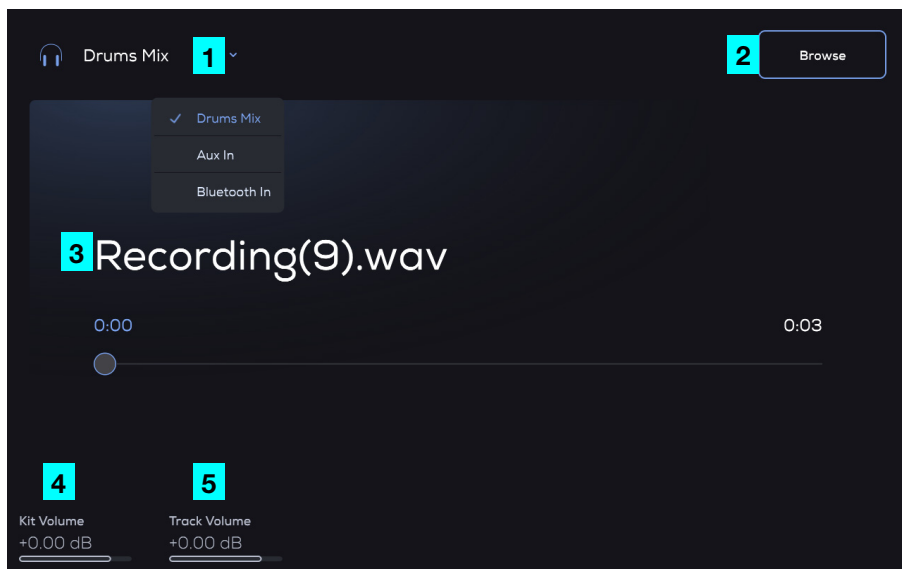 Drums Mix 1
2 Browse
Drums Mix
Aux In
Bluetooth In
3 Recording(9).wav
0:00 0:03
4 5
Kit Volume Track Volume
+0.00 dB +0.00 dB